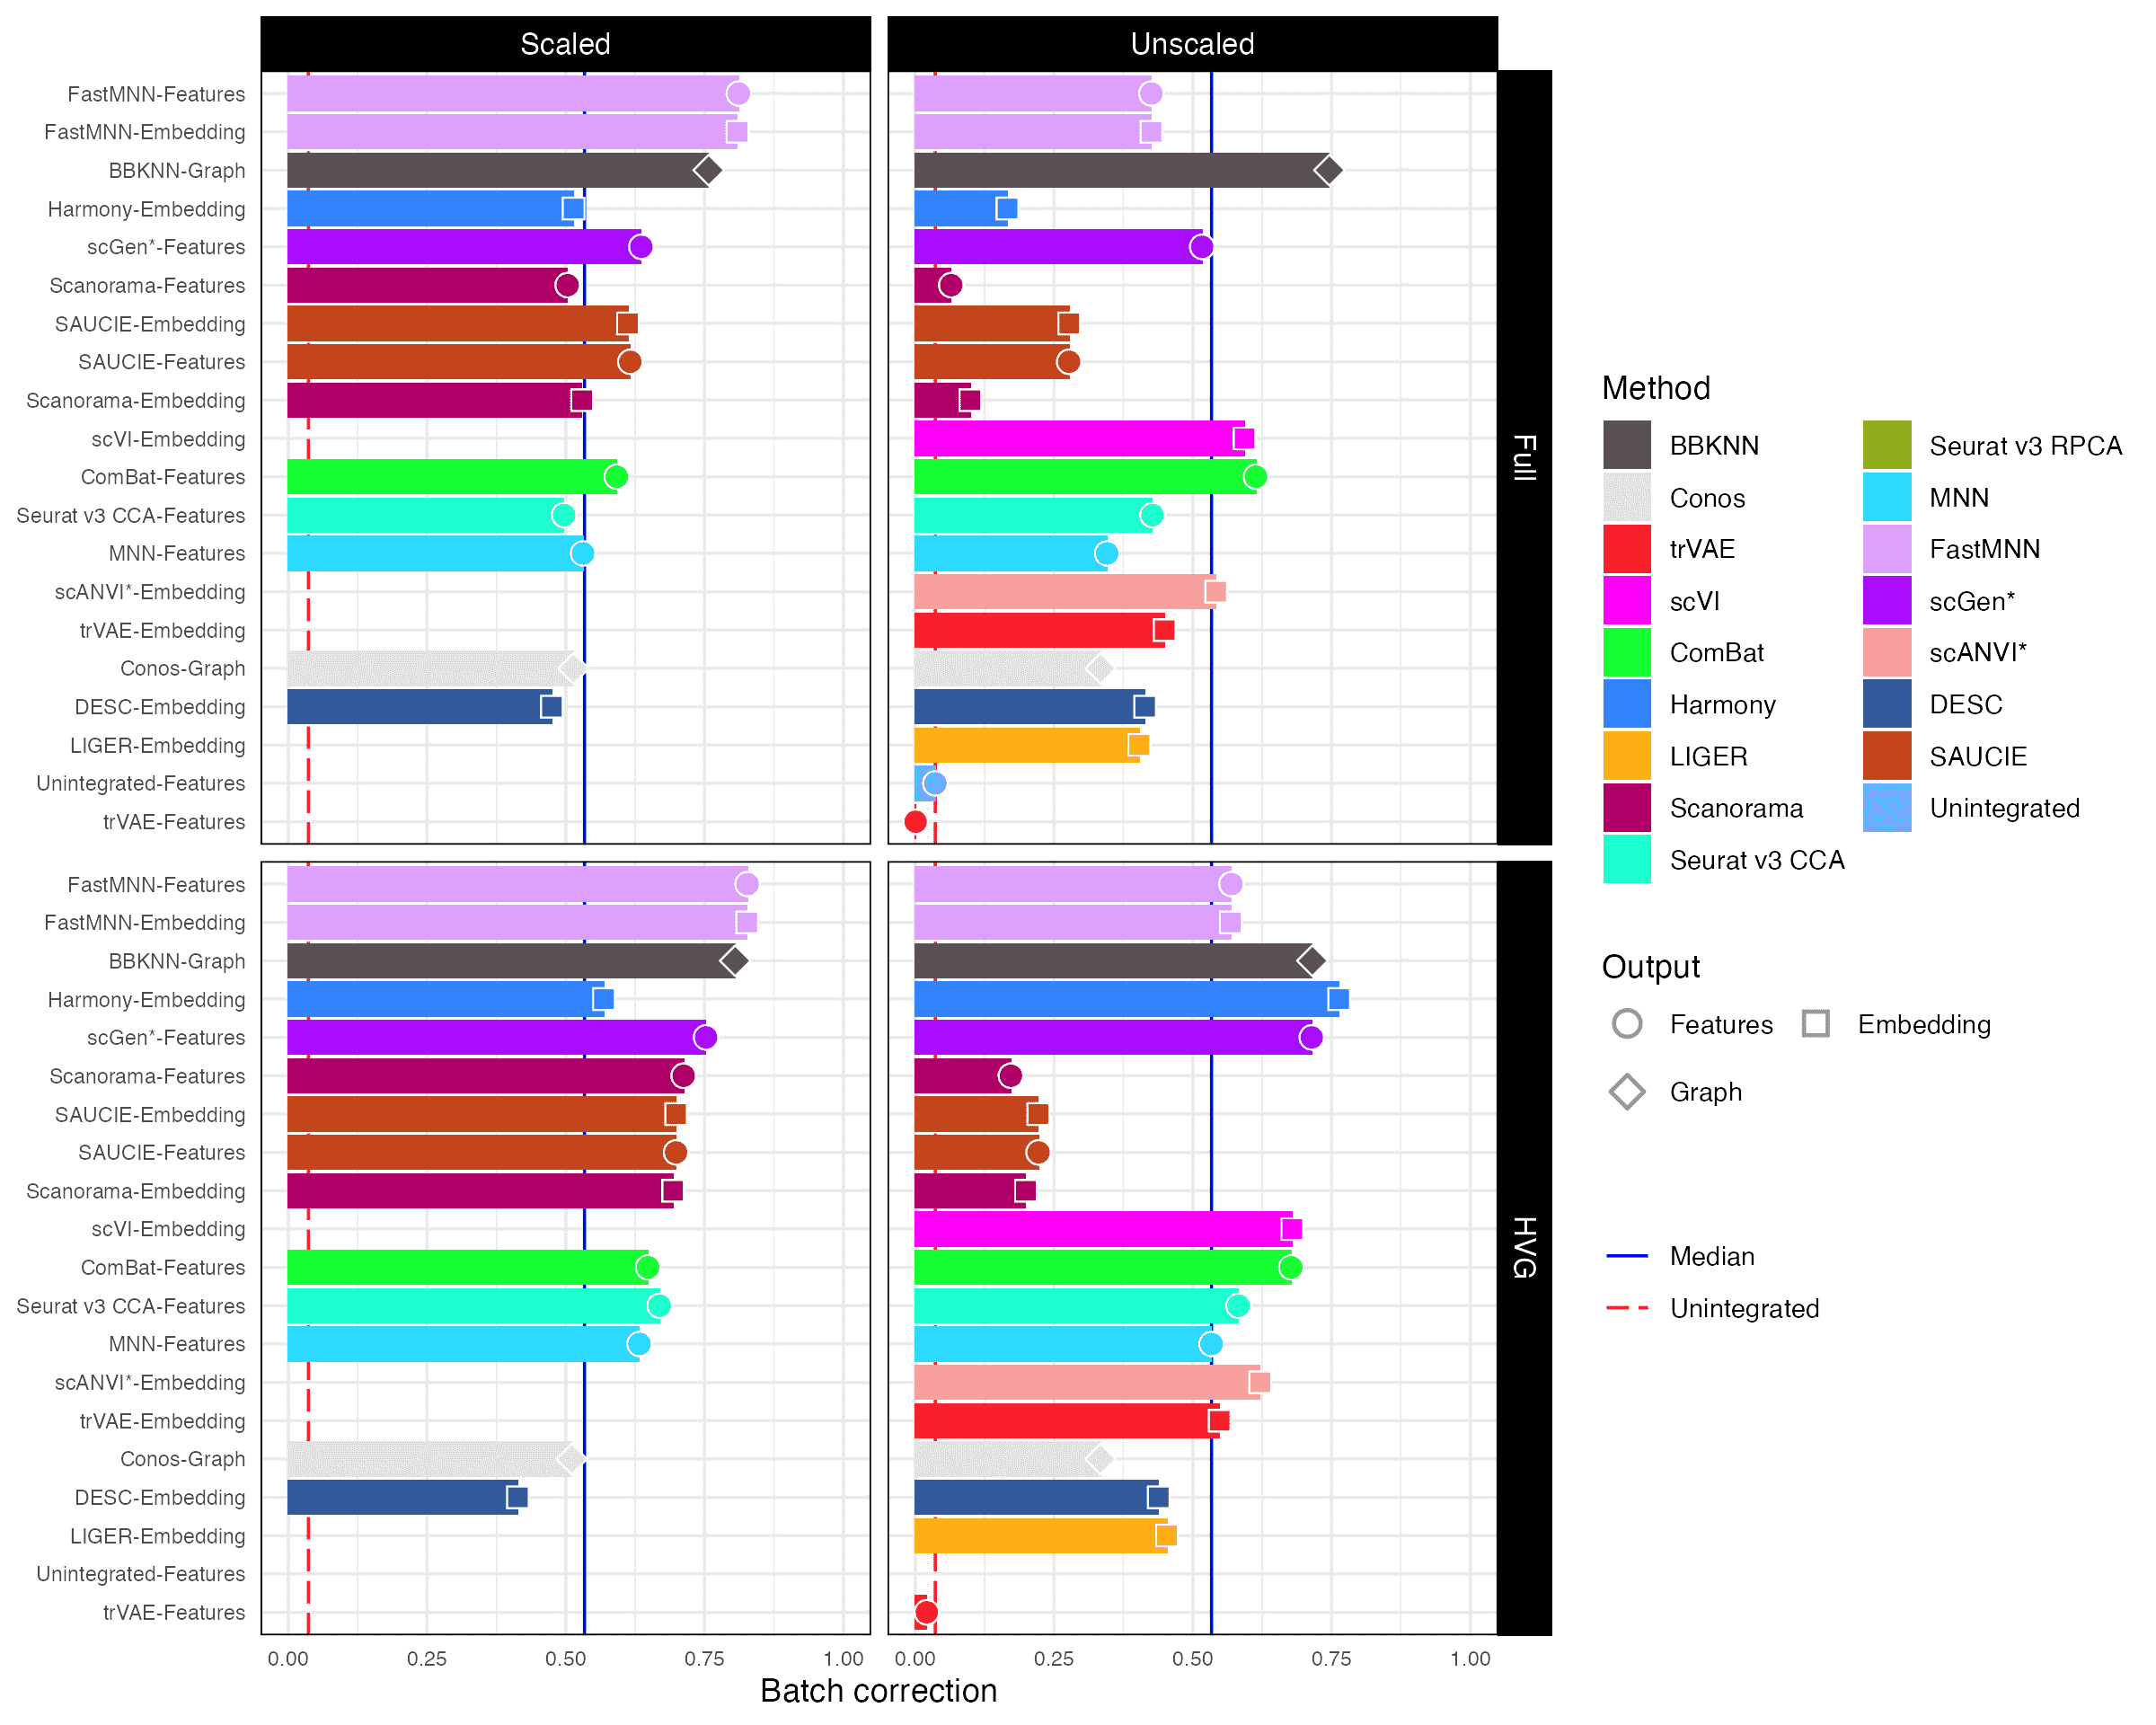 Scaled
Unscaled
FastMNN-Features
FastMNN-Embedding
BBKNN-Graph
Harmony-Embedding
scGen*-Features
Scanorama-Features
SAUCIE-Embedding
SAUCIE-Features
Scanorama-Embedding
scVI-Embedding
ComBat-Features
Seurat v3 CCA-Features
MNN-Features
scANVI*-Embedding
trVAE-Embedding
Conos-Graph
DESC-Embedding
LIGER-Embedding
Unintegrated-Features
trVAE-Features
Full
FastMNN-Features
FastMNN-Embedding
BBKNN-Graph
Harmony-Embedding
scGen*-Features
Scanorama-Features
SAUCIE-Embedding
SAUCIE-Features
Scanorama-Embedding
scVI-Embedding
ComBat-Features
Seurat v3 CCA-Features
MNN-Features
scANVI*-Embedding
trVAE-Embedding
Conos-Graph
DESC-Embedding
LIGER-Embedding
Unintegrated-Features
trVAE-Features
HVG
0.00 0.25 0.50 0.75 1.00
0.00 0.25 0.50 0.75 1.00
Batch correction
Method
BBKNN
Conos
trVAE
scVI
ComBat
Harmony
LIGER
Scanorama
Seurat v3 CCA
Seurat v3 RPCA
MNN
FastMNN
scGen*
scANVI*
DESC
SAUCIE
Unintegrated
Output
Features
Embedding
Graph
Median
Unintegrated